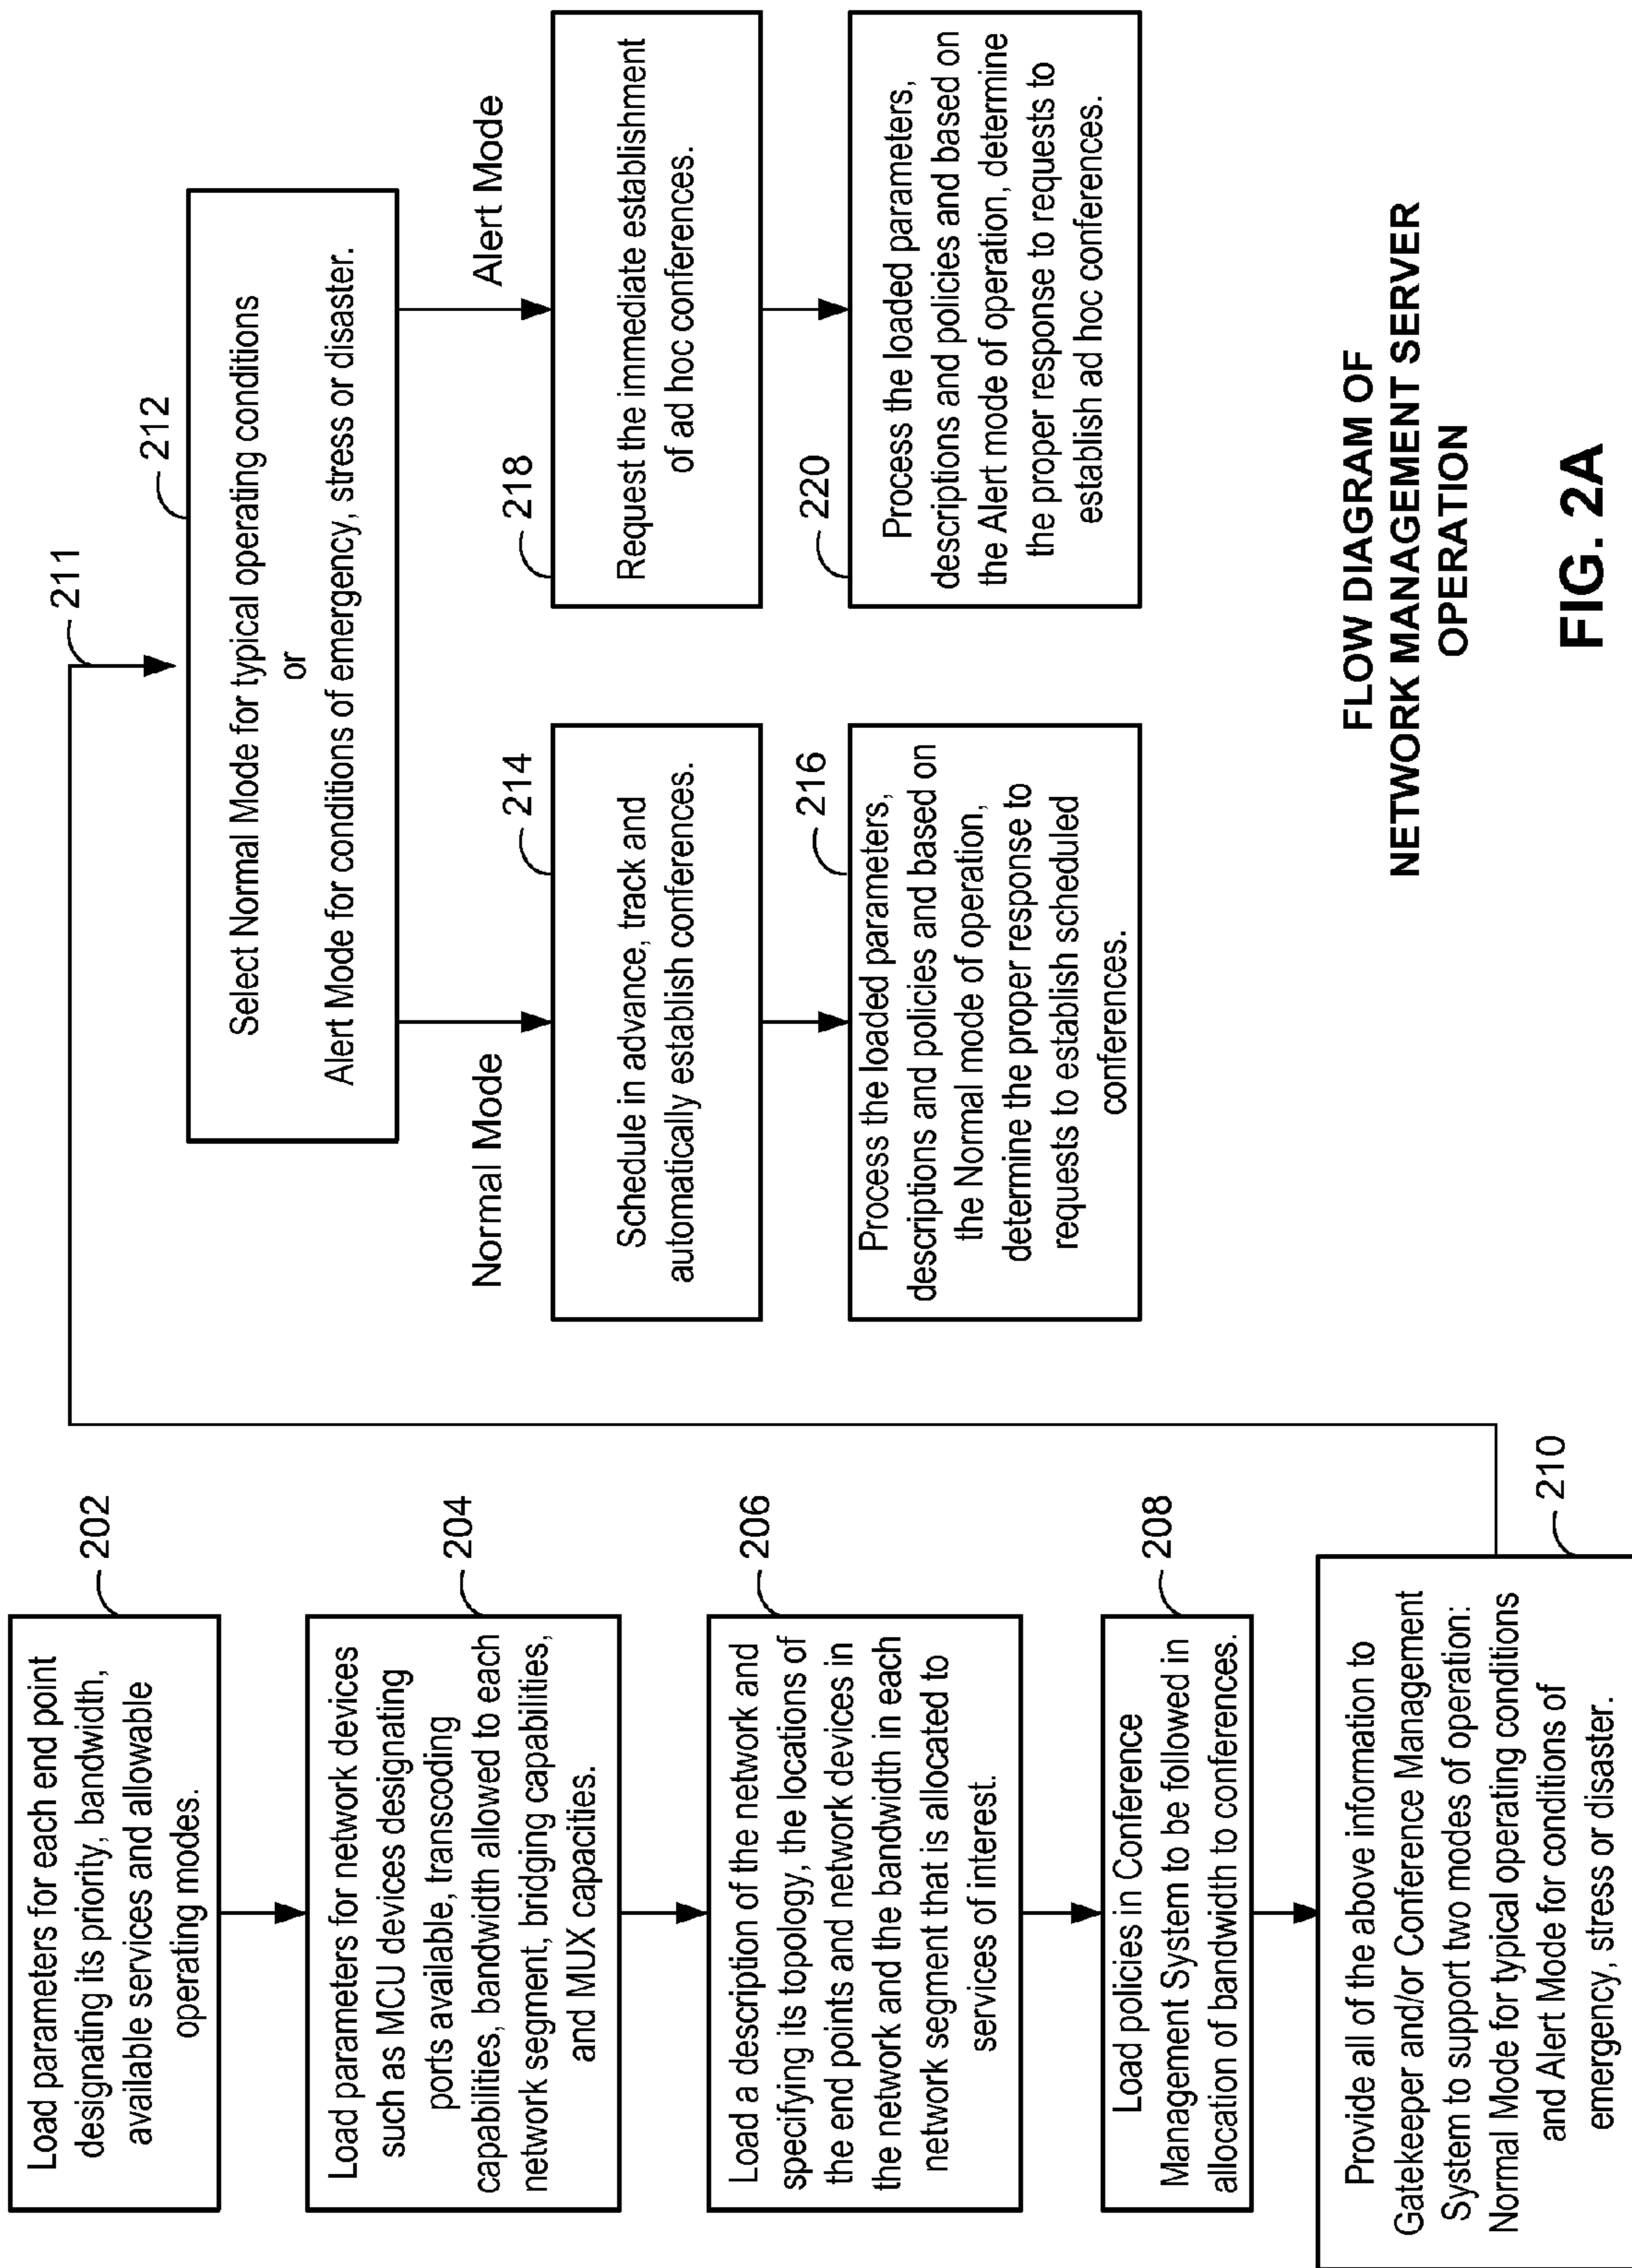 202
Load parameters for each end point
designating its priority, bandwidth,
available services and allowable
operating modes.
204
Load parameters for network devices
such as MCU devices designating
ports available, transcoding
capabilities, bandwidth allowed to each
network segment, bridging capabilities,
and MUX capacities.
206
Load a description of the network and
specifying its topology, the locations of
the end points and network devices in
the network and the bandwidth in each
network segment that is allocated to
services of interest.
208
Load policies in Conference
Management System to be followed in
allocation of bandwidth to conferences.
210
Provide all of the above information to
Gatekeeper and/or Conference Management
System to support two modes of operation:
Normal Mode for typical operating conditions
and Alert Mode for conditions of
emergency, stress or disaster.
211
212
Select Normal Mode for typical operating conditions
or
Alert Mode for conditions of emergency, stress or disaster.
Normal Mode
214
Schedule in advance, track and
automatically establish conferences.
216
Process the loaded parameters,
descriptions and policies and based on
the Normal mode of operation,
determine the proper response to
requests to establish scheduled
conferences.
Alert Mode
218
Request the immediate establishment
of ad hoc conferences.
220
Process the loaded parameters,
descriptions and policies and based on
the Alert mode of operation, determine
the proper response to requests to
establish ad hoc conferences.
FLOW DIAGRAM OF
NETWORK MANAGEMENT SERVER
OPERATION
FIG. 2A